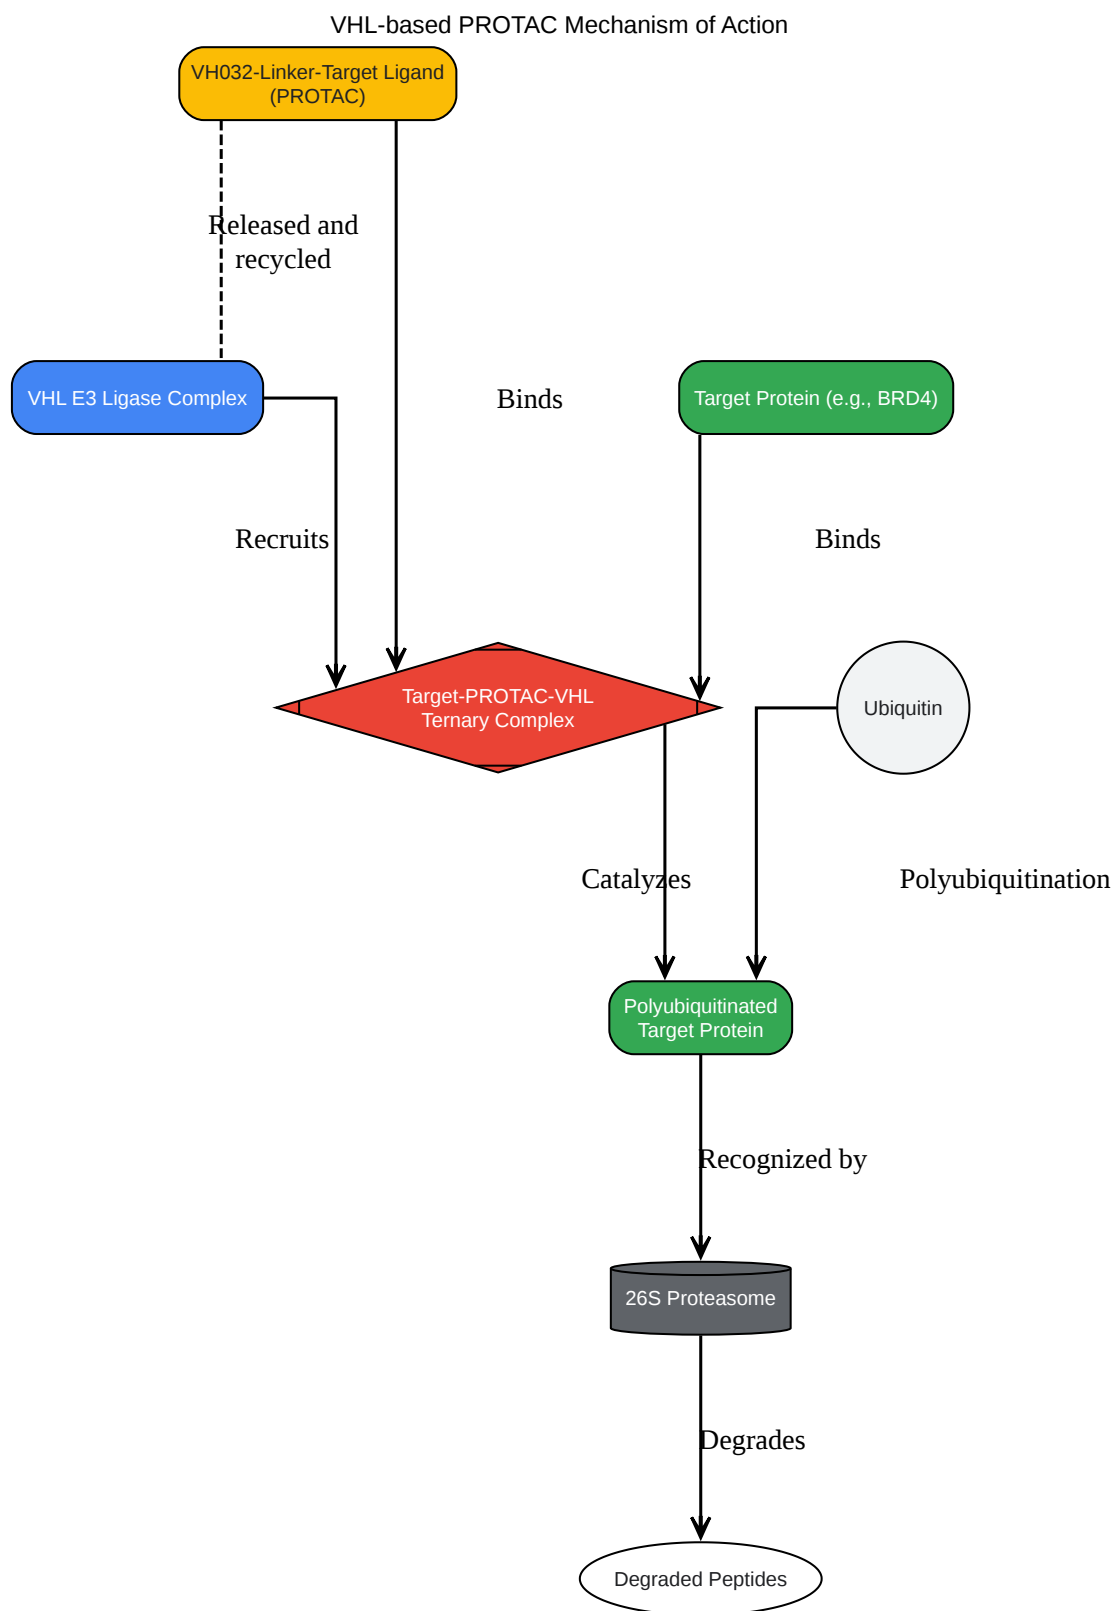 VHL-based PROTAC Mechanism of Action
VH032-Linker-Target Ligand
(PROTAC)
Released and
recycled
VHL E3 Ligase Complex
Binds
Target Protein (e.g., BRD4)
Recruits
Binds
Target-PROTAC-VHL
Ternary Complex
Ubiquitin
Catalyzes
Polyubiquitination
Polyubiquitinated
Target Protein
Recognized by
26S Proteasome
Degrades
Degraded Peptides